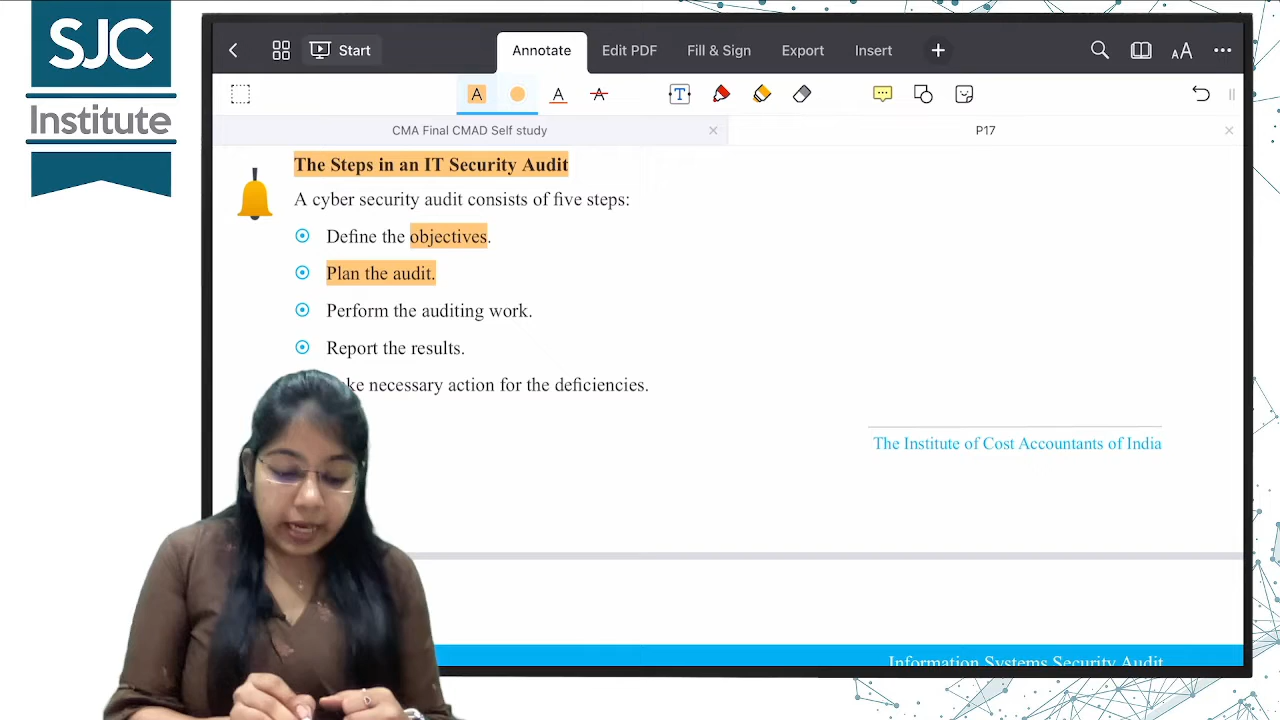 SJC
Institute
Start
Annotate
Edit PDF
Fill & Sign
Export
Insert
CMA Final CMAD Self study
P17
The Steps in an IT Security Audit
A cyber security audit consists of five steps:
Define the objectives.
Plan the audit.
Perform the auditing work.
Report the results.
necessary action for the deficiencies.
The Institute of Cost Accountants of India
Information Systems Security Audit